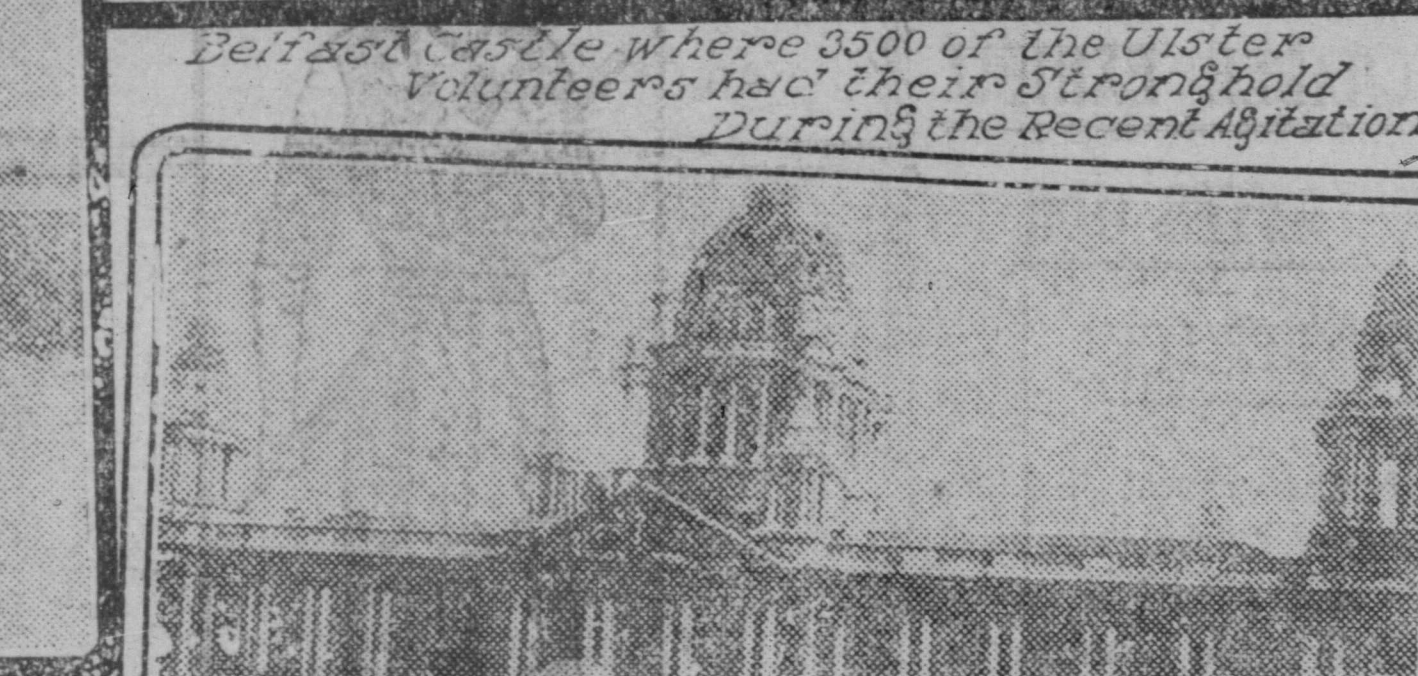 Belfast Castle where 3500 of the Ulster
Volunteers had their Stronghold
During the Recent Agitation